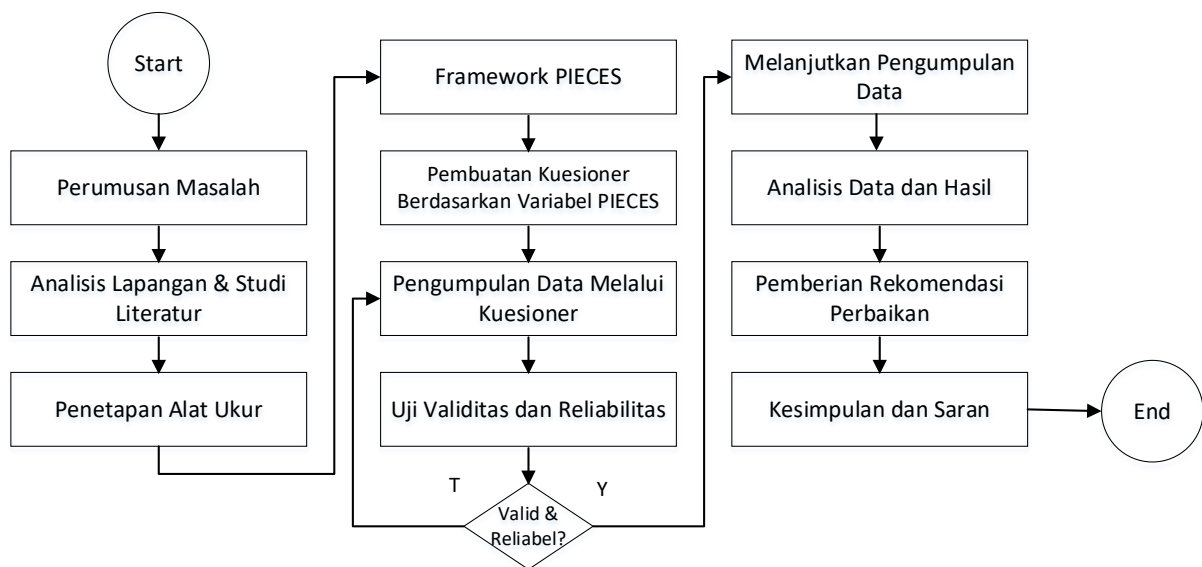 Start
Perumusan Masalah
Analisis Lapangan & Studi
Literatur
Penetapan Alat Ukur
Framework PIECES
Pembuatan Kuesioner
Berdasarkan Variabel PIECES
Pengumpulan Data Melalui
Kuesioner
Uji Validitas dan Reliabilitas
T
Y
Valid &
Reliabel?
Melanjutkan Pengumpulan
Data
Analisis Data dan Hasil
Pemberian Rekomendasi
Perbaikan
Kesimpulan dan Saran
End